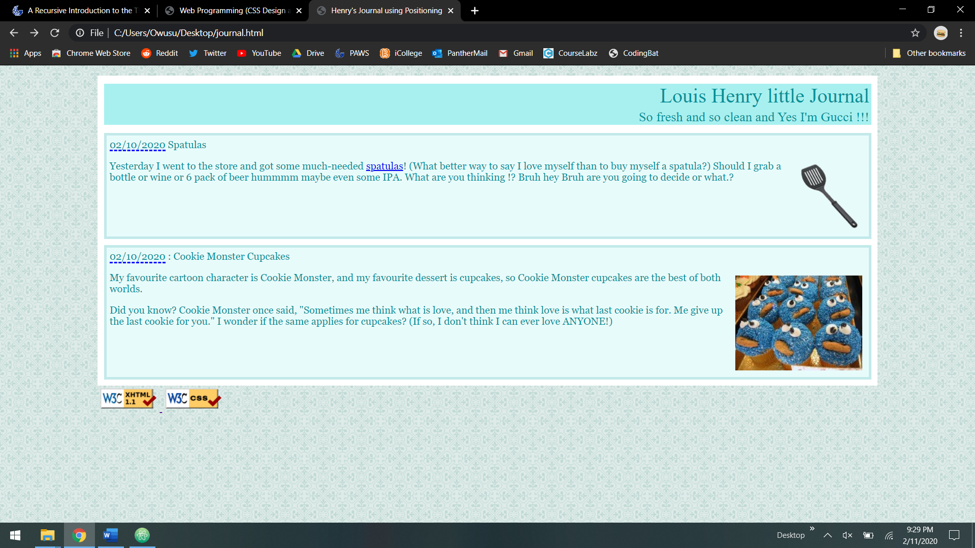 A Recursive Introduction to the T
Web Programming (CSS Design a
Henry's Journal using Positioning
File | C:/Users/Owusu/Desktop/journal.html
Apps Chrome Web Store Reddit Twitter YouTube Drive PAWS iCollege PantherMail Gmail CourseLabz CodingBat Other bookmarks
Louis Henry little Journal
So fresh and so clean and Yes I'm Gucci !!!
02/10/2020 Spatulas
Yesterday I went to the store and got some much-needed spatulas! (What better way to say I love myself than to buy myself a spatula?) Should I grab a
bottle or wine or 6 pack of beer hummmm maybe even some IPA. What are you thinking !? Bruh hey Bruh are you going to decide or what.?
02/10/2020 : Cookie Monster Cupcakes
My favourite cartoon character is Cookie Monster, and my favourite dessert is cupcakes, so Cookie Monster cupcakes are the best of both
worlds.
Did you know? Cookie Monster once said, "Sometimes me think what is love, and then me think love is what last cookie is for. Me give up
the last cookie for you." I wonder if the same applies for cupcakes? (If so, I don't think I can ever love ANYONE!)
W3C XHTML 1.1 W3C CSS
Desktop
9:29 PM
2/11/2020